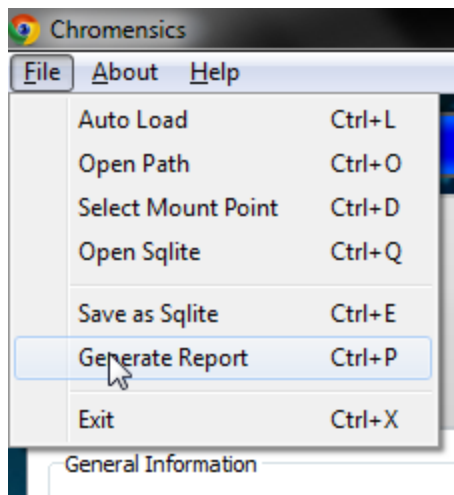 Chromensics
File About Help
Auto Load Ctrl+L
Open Path Ctrl+O
Select Mount Point Ctrl+D
Open Sqlite Ctrl+Q
Save as Sqlite Ctrl+E
Generate Report Ctrl+P
Exit Ctrl+X
General Information